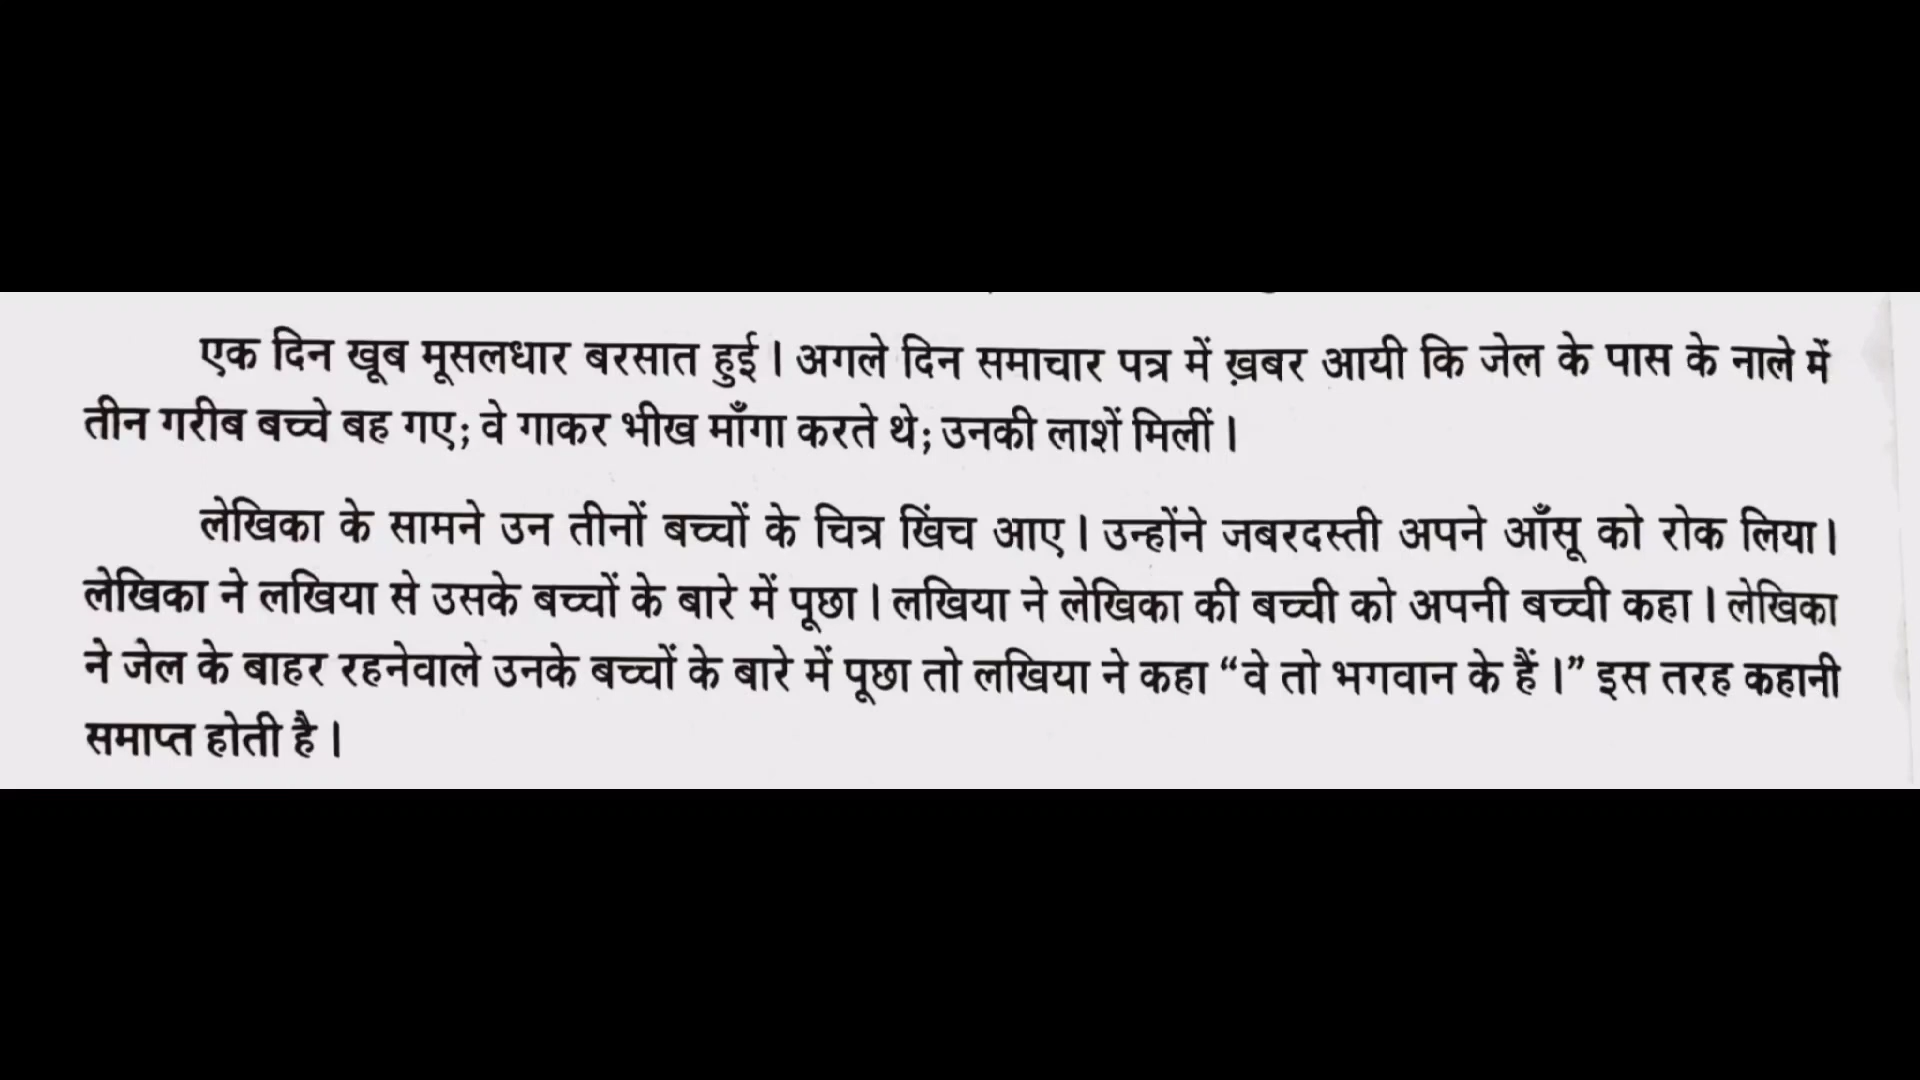 एक दिन खूब मूसलधार बरसात हुई। अगले दिन समाचार पत्र में ख़बर आयी कि जेल के पास के नाले में
तीन गरीब बच्चे बह गए; वे गाकर भीख माँगा करते थे; उनकी लाशें मिलीं।
लेखिका के सामने उन तीनों बच्चों के चित्र खिंच आए। उन्होंने जबरदस्ती अपने आँसू को रोक लिया।
लेखिका ने लखिया से उसके बच्चों के बारे में पूछा। लखिया ने लेखिका की बच्ची को अपनी बच्ची कहा। लेखिका
ने जेल के बाहर रहनेवाले उनके बच्चों के बारे में पूछा तो लखिया ने कहा “वे तो भगवान के हैं।” इस तरह कहानी
समाप्त होती है।